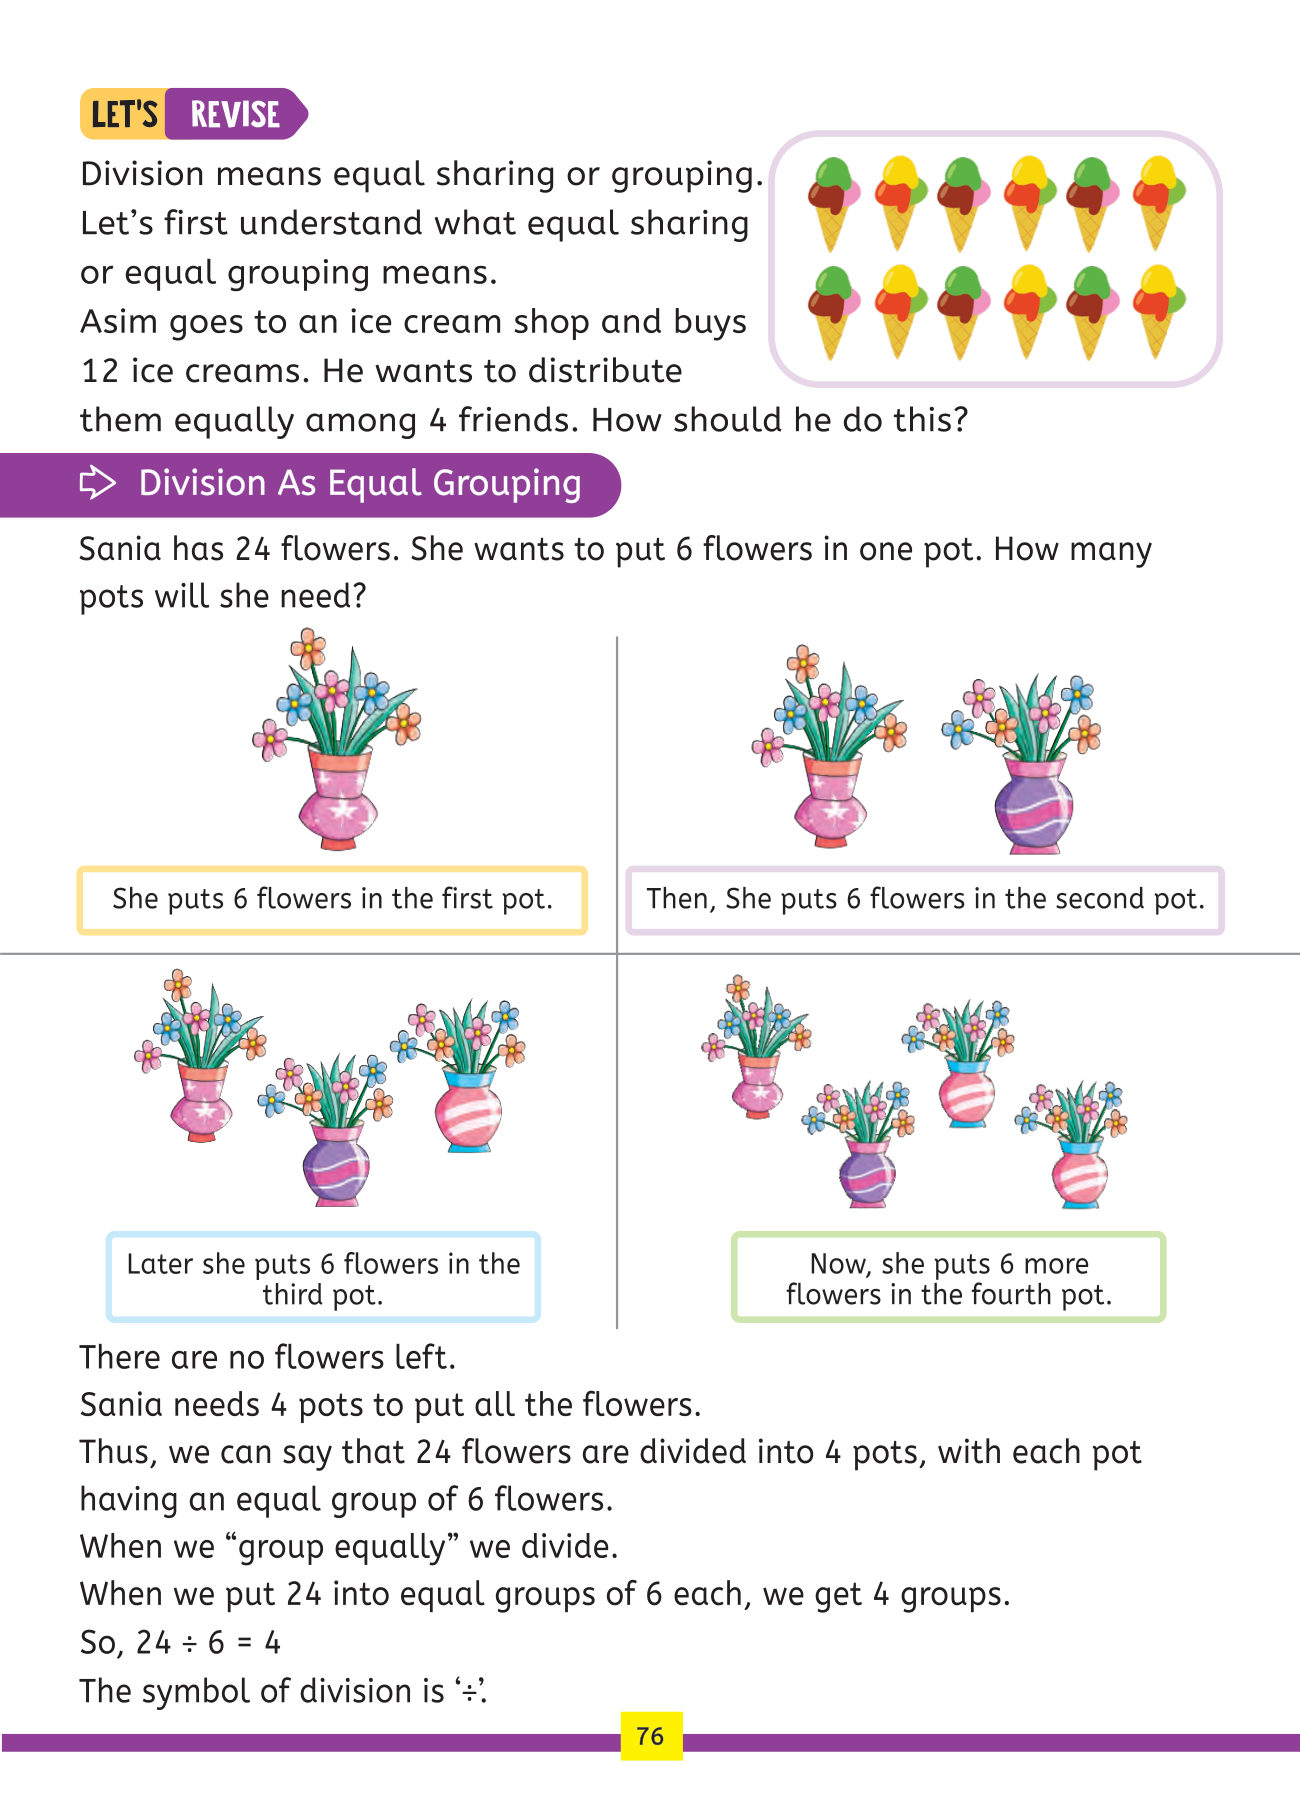 LET'S REVISE
Division means equal sharing or grouping.
Let’s first understand what equal sharing
or equal grouping means.
Asim goes to an ice cream shop and buys
12 ice creams. He wants to distribute
them equally among 4 friends. How should he do this?
Division As Equal Grouping
Sania has 24 flowers. She wants to put 6 flowers in one pot. How many
pots will she need?
She puts 6 flowers in the first pot.
Then, She puts 6 flowers in the second pot.
Later she puts 6 flowers in the
third pot.
Now, she puts 6 more
flowers in the fourth pot.
There are no flowers left.
Sania needs 4 pots to put all the flowers.
Thus, we can say that 24 flowers are divided into 4 pots, with each pot
having an equal group of 6 flowers.
When we “group equally” we divide.
When we put 24 into equal groups of 6 each, we get 4 groups.
So, 24 ÷ 6 = 4
The symbol of division is ‘÷’.
76